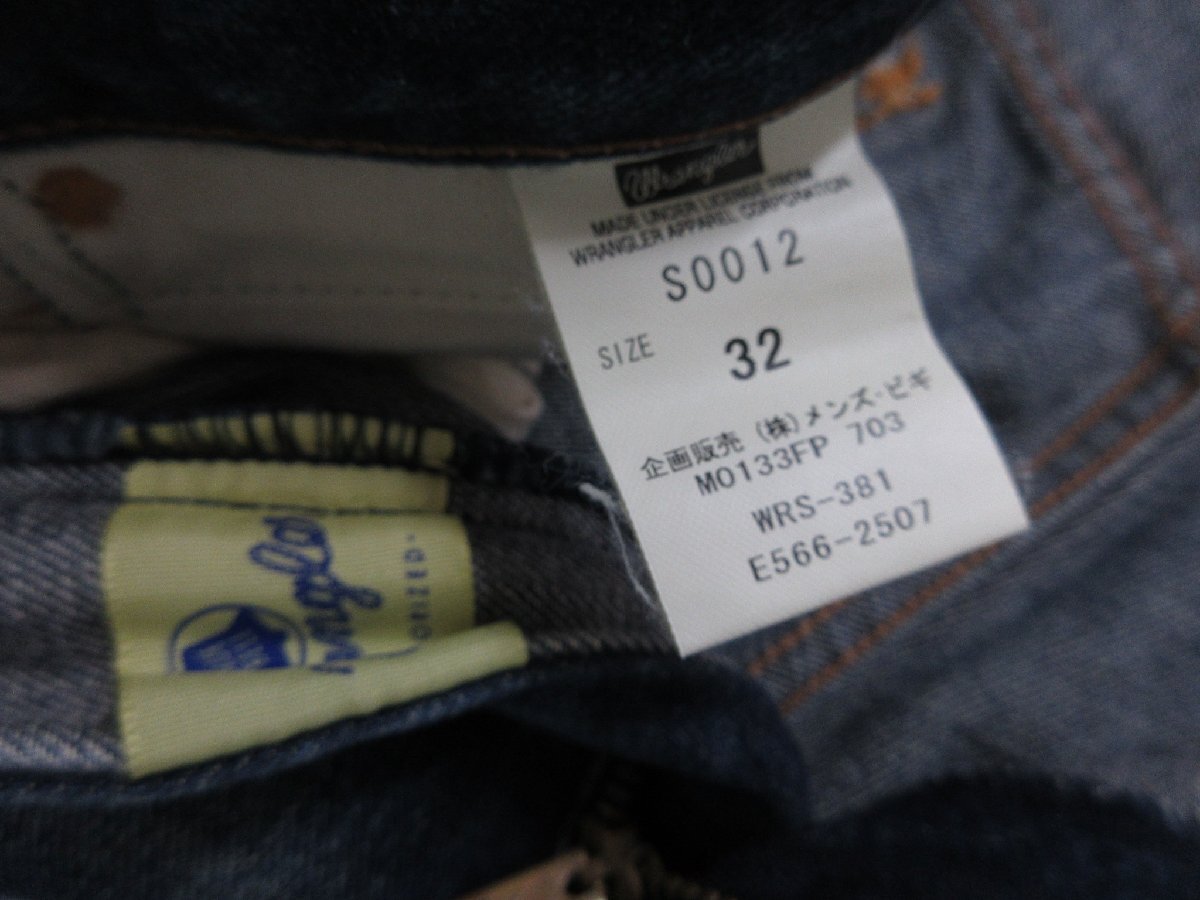 Wrangler
MADE UNDER LICENSE FROM
WRANGLER APPAREL CORPORATION
S0012
SIZE 32
企画販売 (株)メンズ・ビギ
M0133FP 703
WRS-381
E566-2507